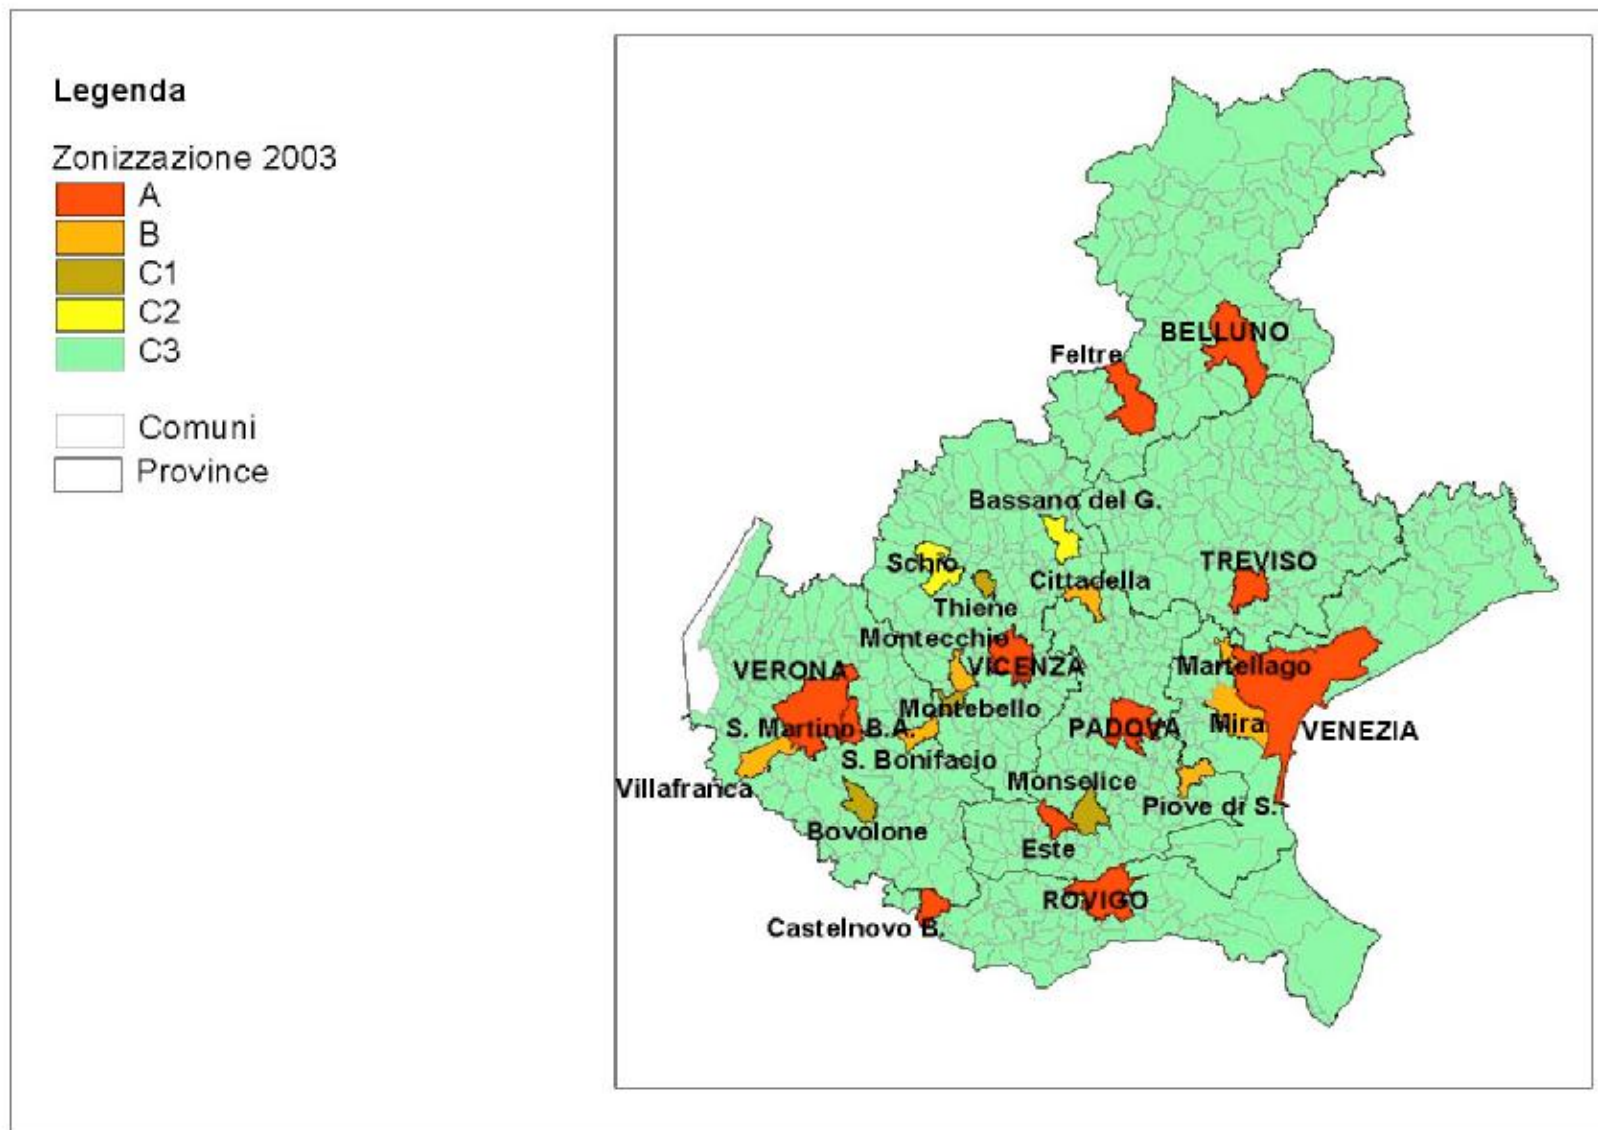 Legenda
Zonizzazione 2003
A
B
C1
C2
C3
Comuni
Province
BELLUNO
Feltre
Bassano del G.
Schio
TREVISO
Cittadella
Thiene
Montecchio
VERONA
VICENZA
Martellago
Montebello
S. Martino B.A.
PADOVA
Mira
VENEZIA
S. Bonifacio
Villafranca
Monselice
Piove di S.
Bovolone
Este
ROVIGO
Castelnovo B.